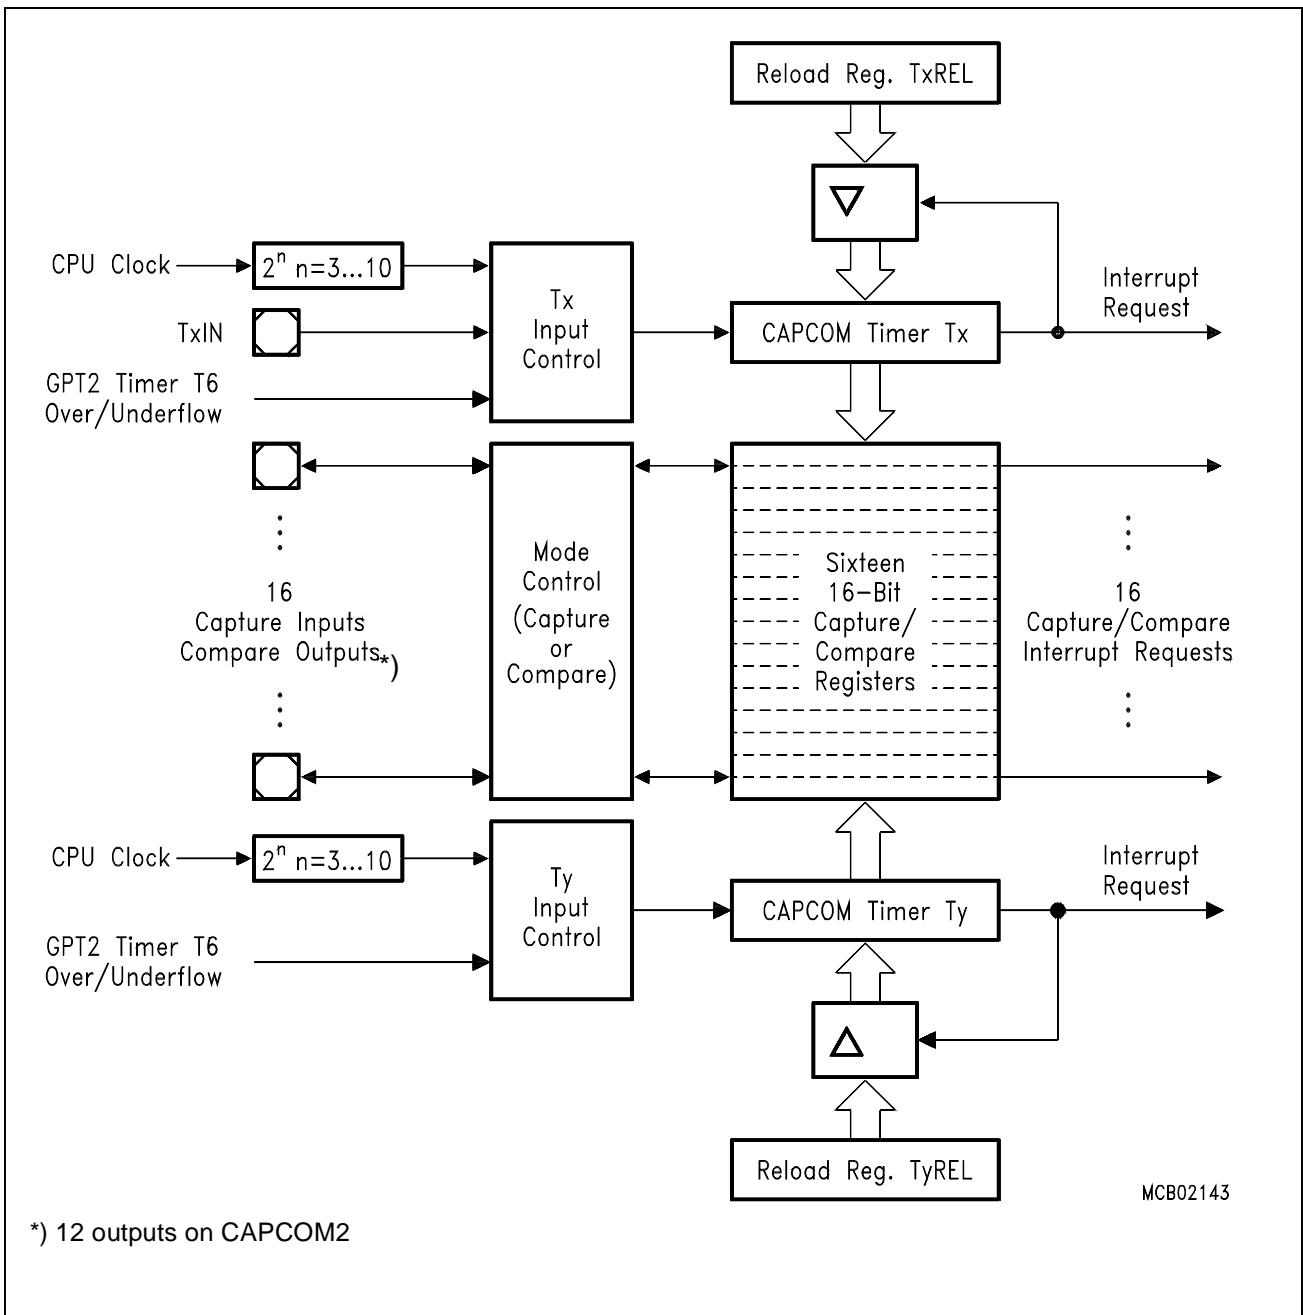 Reload Reg. TxREL
CPU Clock
2ⁿ n=3...10
TxIN
Tx
Input
Control
CAPCOM Timer Tx
Interrupt
Request
GPT2 Timer T6
Over/Underflow
16
Capture Inputs
Compare Outputs*)
Mode
Control
(Capture
or
Compare)
Sixteen
16-Bit
Capture/
Compare
Registers
16
Capture/Compare
Interrupt Requests
CPU Clock
2ⁿ n=3...10
Ty
Input
Control
CAPCOM Timer Ty
Interrupt
Request
GPT2 Timer T6
Over/Underflow
Reload Reg. TyREL
MCB02143
*) 12 outputs on CAPCOM2